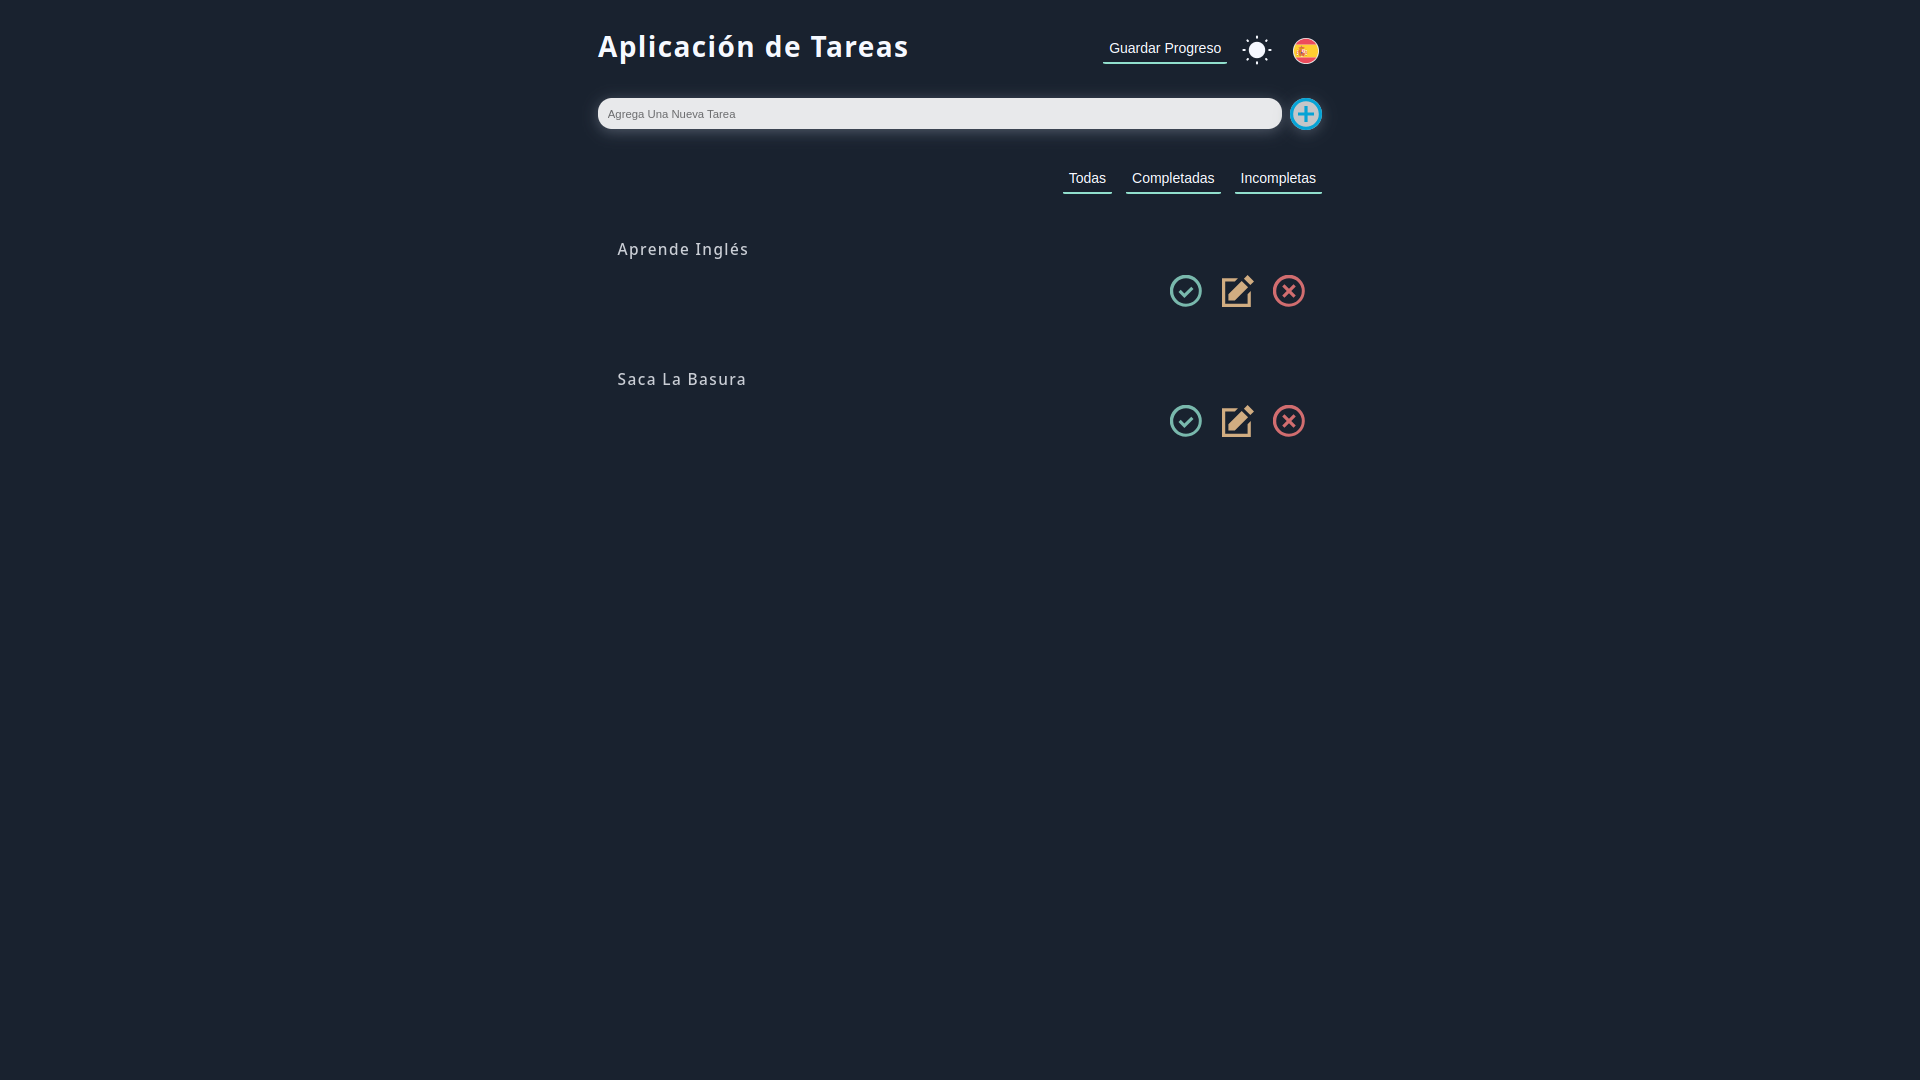 Aplicación de Tareas
Guardar Progreso
Agrega Una Nueva Tarea
Todas
Completadas
Incompletas
Aprende Inglés
Saca La Basura